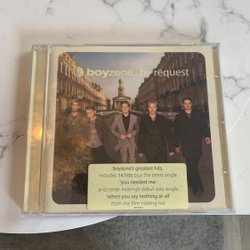 boyzone...by request
boyzone's greatest hits,
includes 14 hits plus the latest single
'you needed me'
and ronan keating's debut solo single
'when you say nothing at all'
from the film notting hill